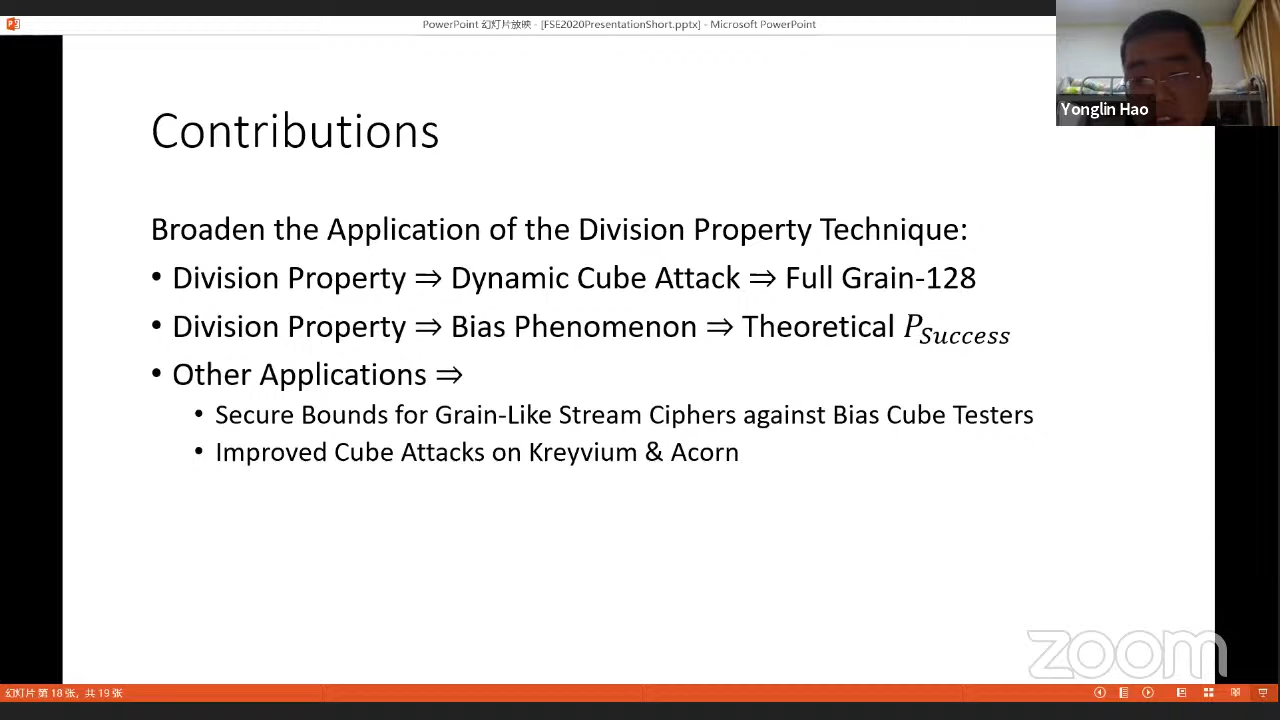 PowerPoint 幻灯片放映 - [FSE2020PresentationShort.pptx] - Microsoft PowerPoint
Yonglin Hao
Contributions
Broaden the Application of the Division Property Technique:
• Division Property ⇒ Dynamic Cube Attack ⇒ Full Grain-128
• Division Property ⇒ Bias Phenomenon ⇒ Theoretical P_Success
• Other Applications ⇒
• Secure Bounds for Grain-Like Stream Ciphers against Bias Cube Testers
• Improved Cube Attacks on Kreyvium & Acorn
zoom
幻灯片 第 18 张，共 19 张